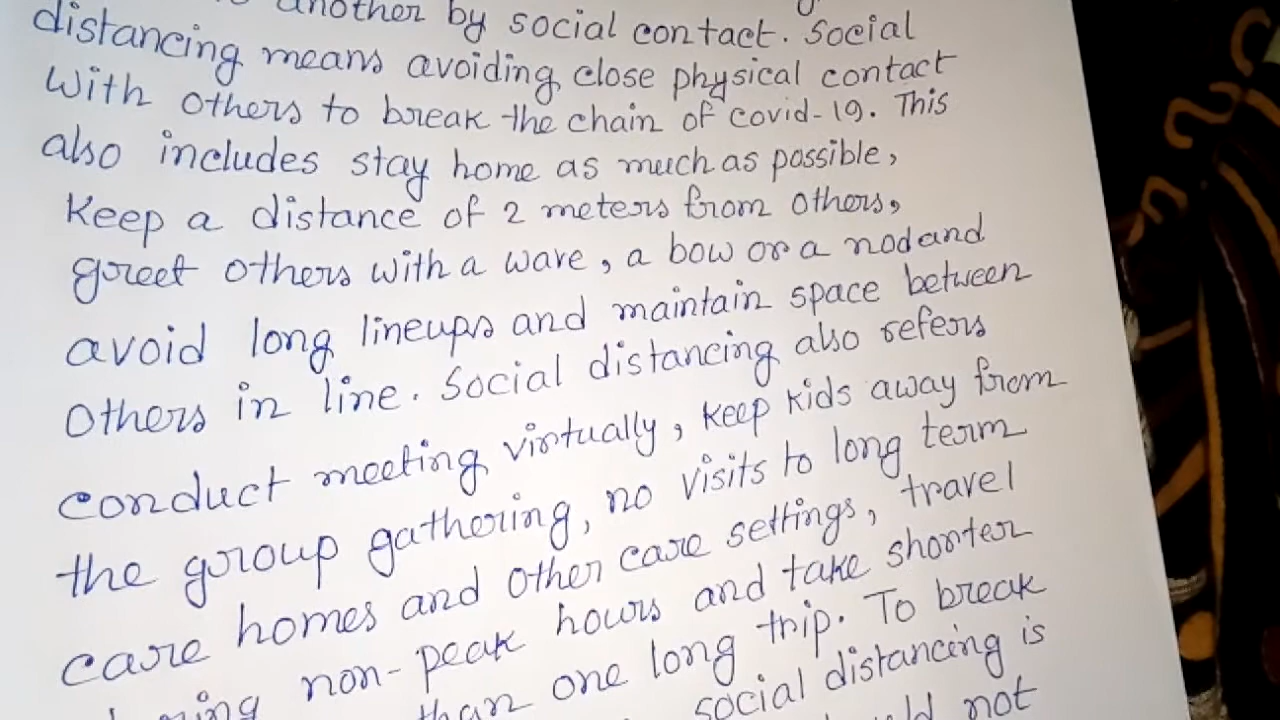 another by social contact. Social
distancing means avoiding close physical contact
With others to break the chain of covid-19. This
also includes stay home as much as possible,
Keep a distance of 2 meters from others,
greet others with a wave, a bow or a nod and
avoid long lineups and maintain space between
Others in line. Social distancing also refers
conduct meeting virtually, keep kids away from
the group gathering, no visits to long term
care homes and other care settings, travel
non-peak hours and take shorter
than one long trip. To break
social distancing is
not